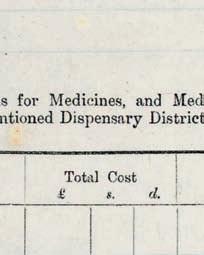 s for Medicines, and Med
ntioned Dispensary District
Total Cost
£ s. d.